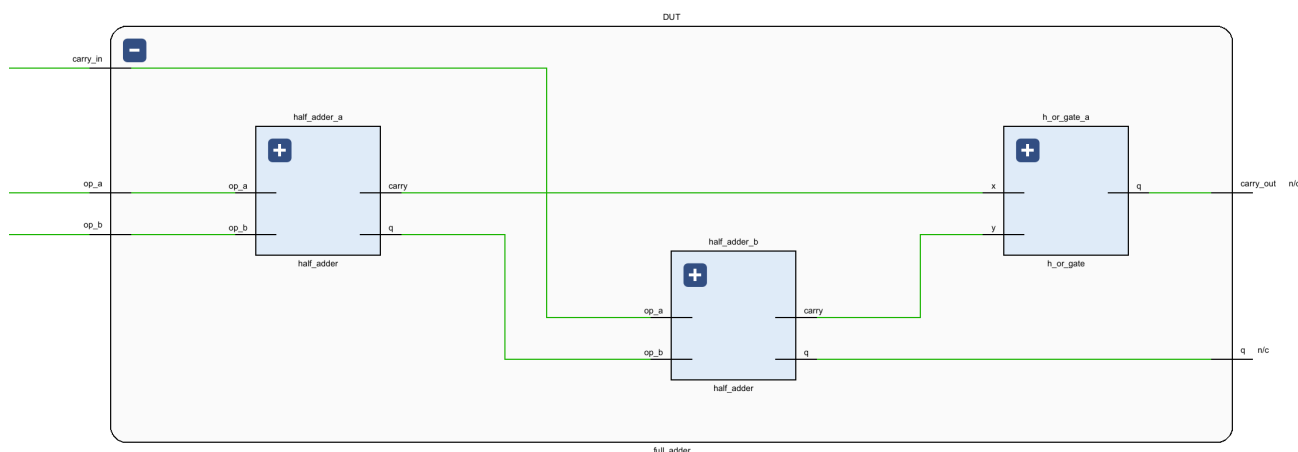 DUT
carry_in
half_adder_a
h_or_gate_a
op_a
op_a
carry
x
q
carry_out
n/c
op_b
op_b
q
y
half_adder
half_adder_b
h_or_gate
op_a
carry
op_b
q
q
n/c
half_adder
full_adder